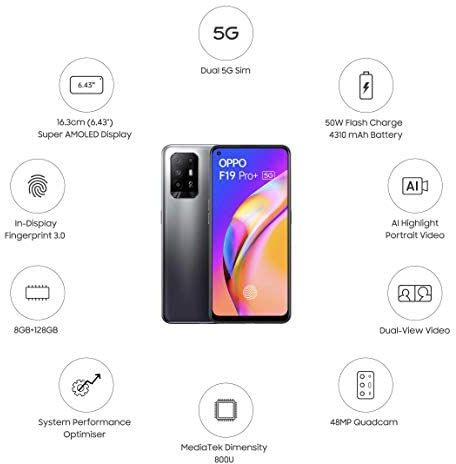 5G
Dual 5G Sim
6.43"
16.3cm (6.43")
Super AMOLED Display
50W Flash Charge
4310 mAh Battery
OPPO
F19 Pro+ 5G
In-Display
Fingerprint 3.0
AI
AI Highlight
Portrait Video
8GB+128GB
Dual-View Video
System Performance
Optimiser
MediaTek Dimensity
800U
48MP Quadcam